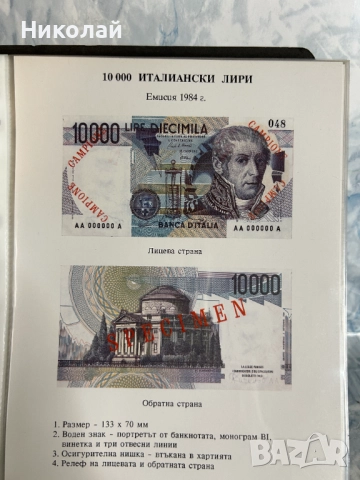 Николай
10 000 ИТАЛИАНСКИ ЛИРИ
Емисия 1984 г.
048
10000 LIRE DIECIMILA
CAMPIONE
CAMPIONE
BANCA D'ITALIA
AA 000000 A
AA 000000 A
Лицева страна
10000
SPECIMEN
Обратна страна
1. Размер - 133 x 70 мм
2. Воден знак - портретът от банкнотата, монограм BI,
винетка и три отвесни линии
3. Осигурителна нишка - втъкана в хартията
4. Релеф на лицевата и обратната страна
bazar